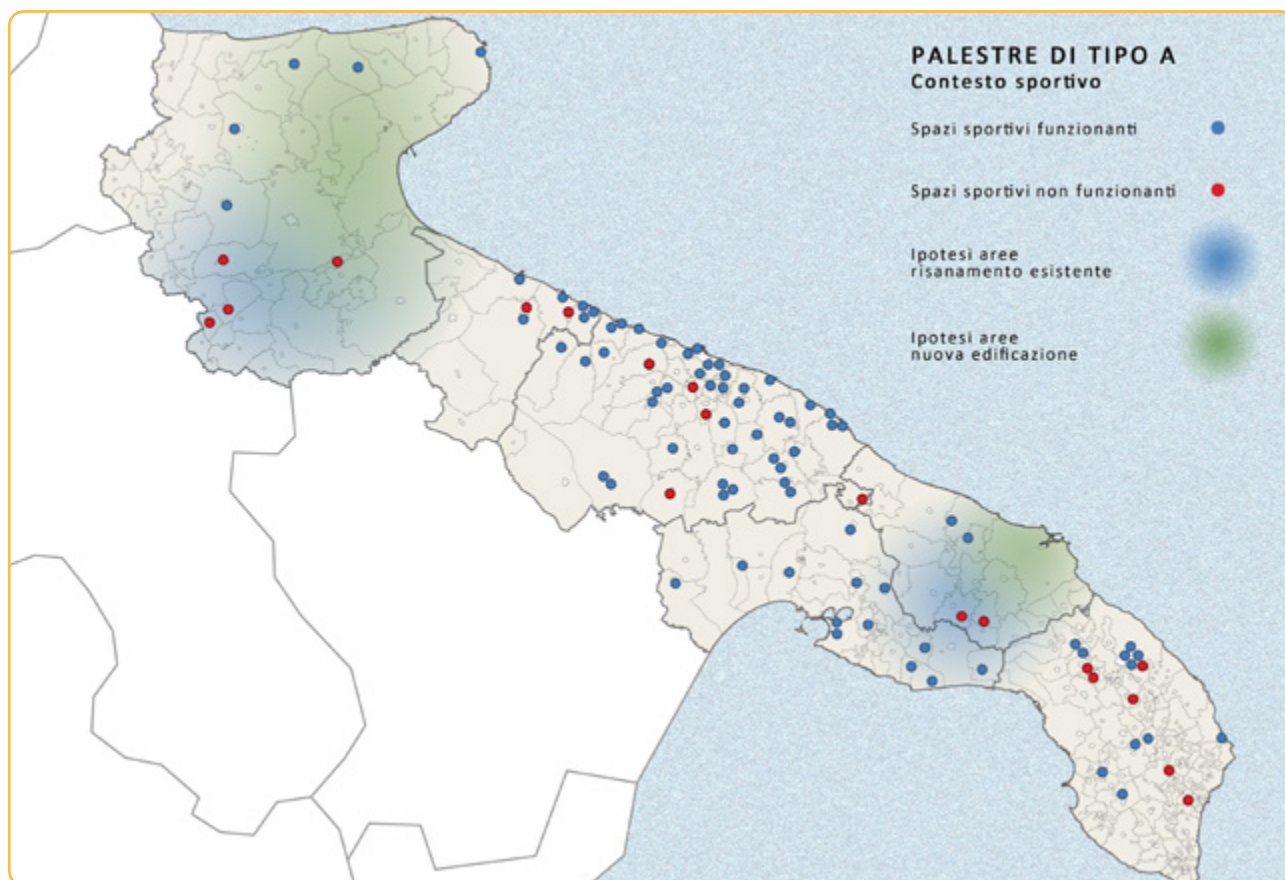 PALESTRE DI TIPO A
Contesto sportivo
Spazi sportivi funzionanti
Spazi sportivi non funzionanti
Ipotesi aree
risanamento esistente
Ipotesi aree
nuova edificazione